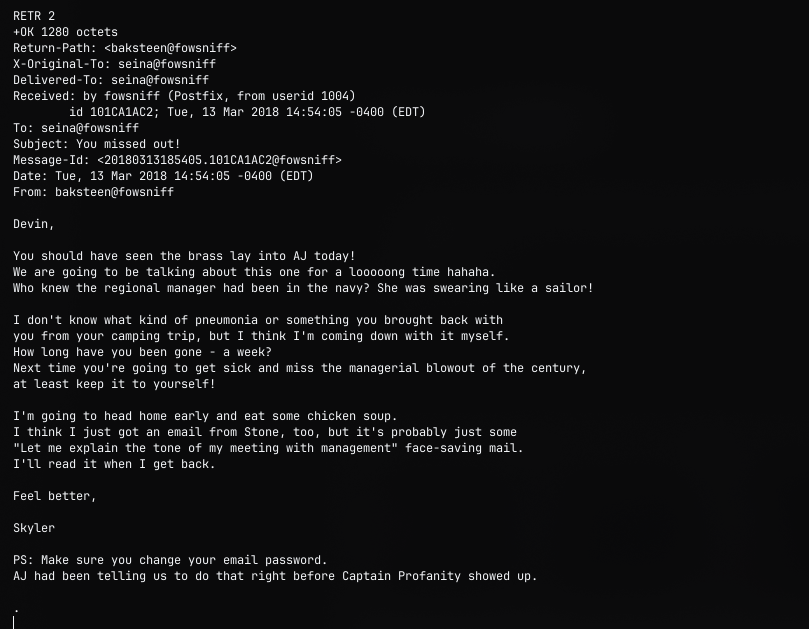 RETR 2
+OK 1280 octets
Return-Path: <baksteen@fowsniff>
X-Original-To: seina@fowsniff
Delivered-To: seina@fowsniff
Received: by fowsniff (Postfix, from userid 1004)
        id 101CA1AC2; Tue, 13 Mar 2018 14:54:05 -0400 (EDT)
To: seina@fowsniff
Subject: You missed out!
Message-Id: <20180313185405.101CA1AC2@fowsniff>
Date: Tue, 13 Mar 2018 14:54:05 -0400 (EDT)
From: baksteen@fowsniff

Devin,

You should have seen the brass lay into AJ today!
We are going to be talking about this one for a looooong time hahaha.
Who knew the regional manager had been in the navy? She was swearing like a sailor!

I don't know what kind of pneumonia or something you brought back with
you from your camping trip, but I think I'm coming down with it myself.
How long have you been gone - a week?
Next time you're going to get sick and miss the managerial blowout of the century,
at least keep it to yourself!

I'm going to head home early and eat some chicken soup.
I think I just got an email from Stone, too, but it's probably just some
"Let me explain the tone of my meeting with management" face-saving mail.
I'll read it when I get back.

Feel better,

Skyler

PS: Make sure you change your email password.
AJ had been telling us to do that right before Captain Profanity showed up.

.